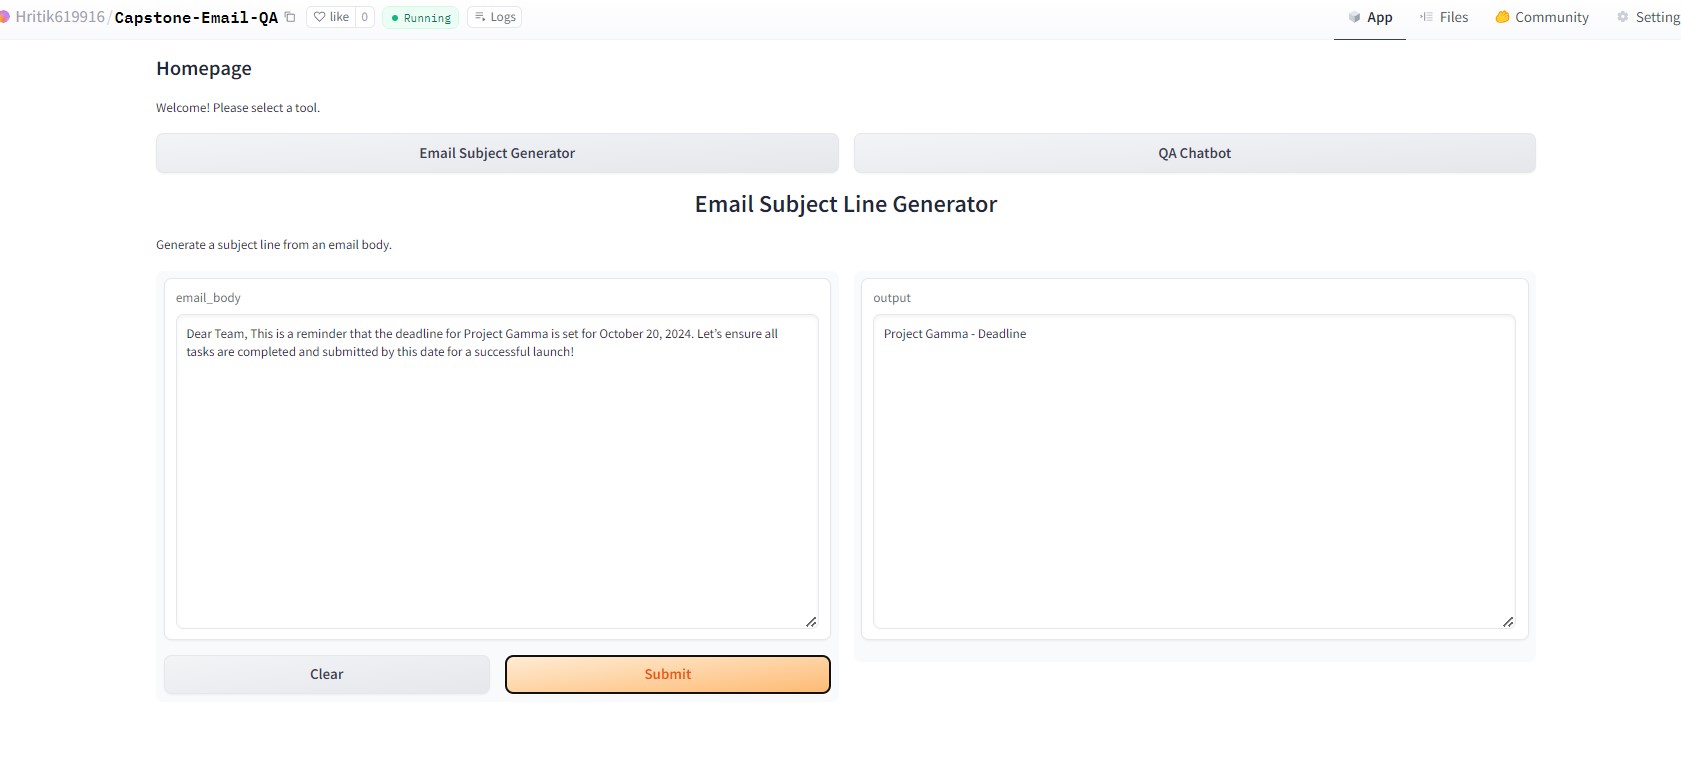 Hritik619916/Capstone-Email-QA like 0 Running Logs App Files Community Setting
Homepage
Welcome! Please select a tool.
Email Subject Generator QA Chatbot
Email Subject Line Generator
Generate a subject line from an email body.
email_body
Dear Team, This is a reminder that the deadline for Project Gamma is set for October 20, 2024. Let’s ensure all
tasks are completed and submitted by this date for a successful launch!
output
Project Gamma - Deadline
Clear Submit